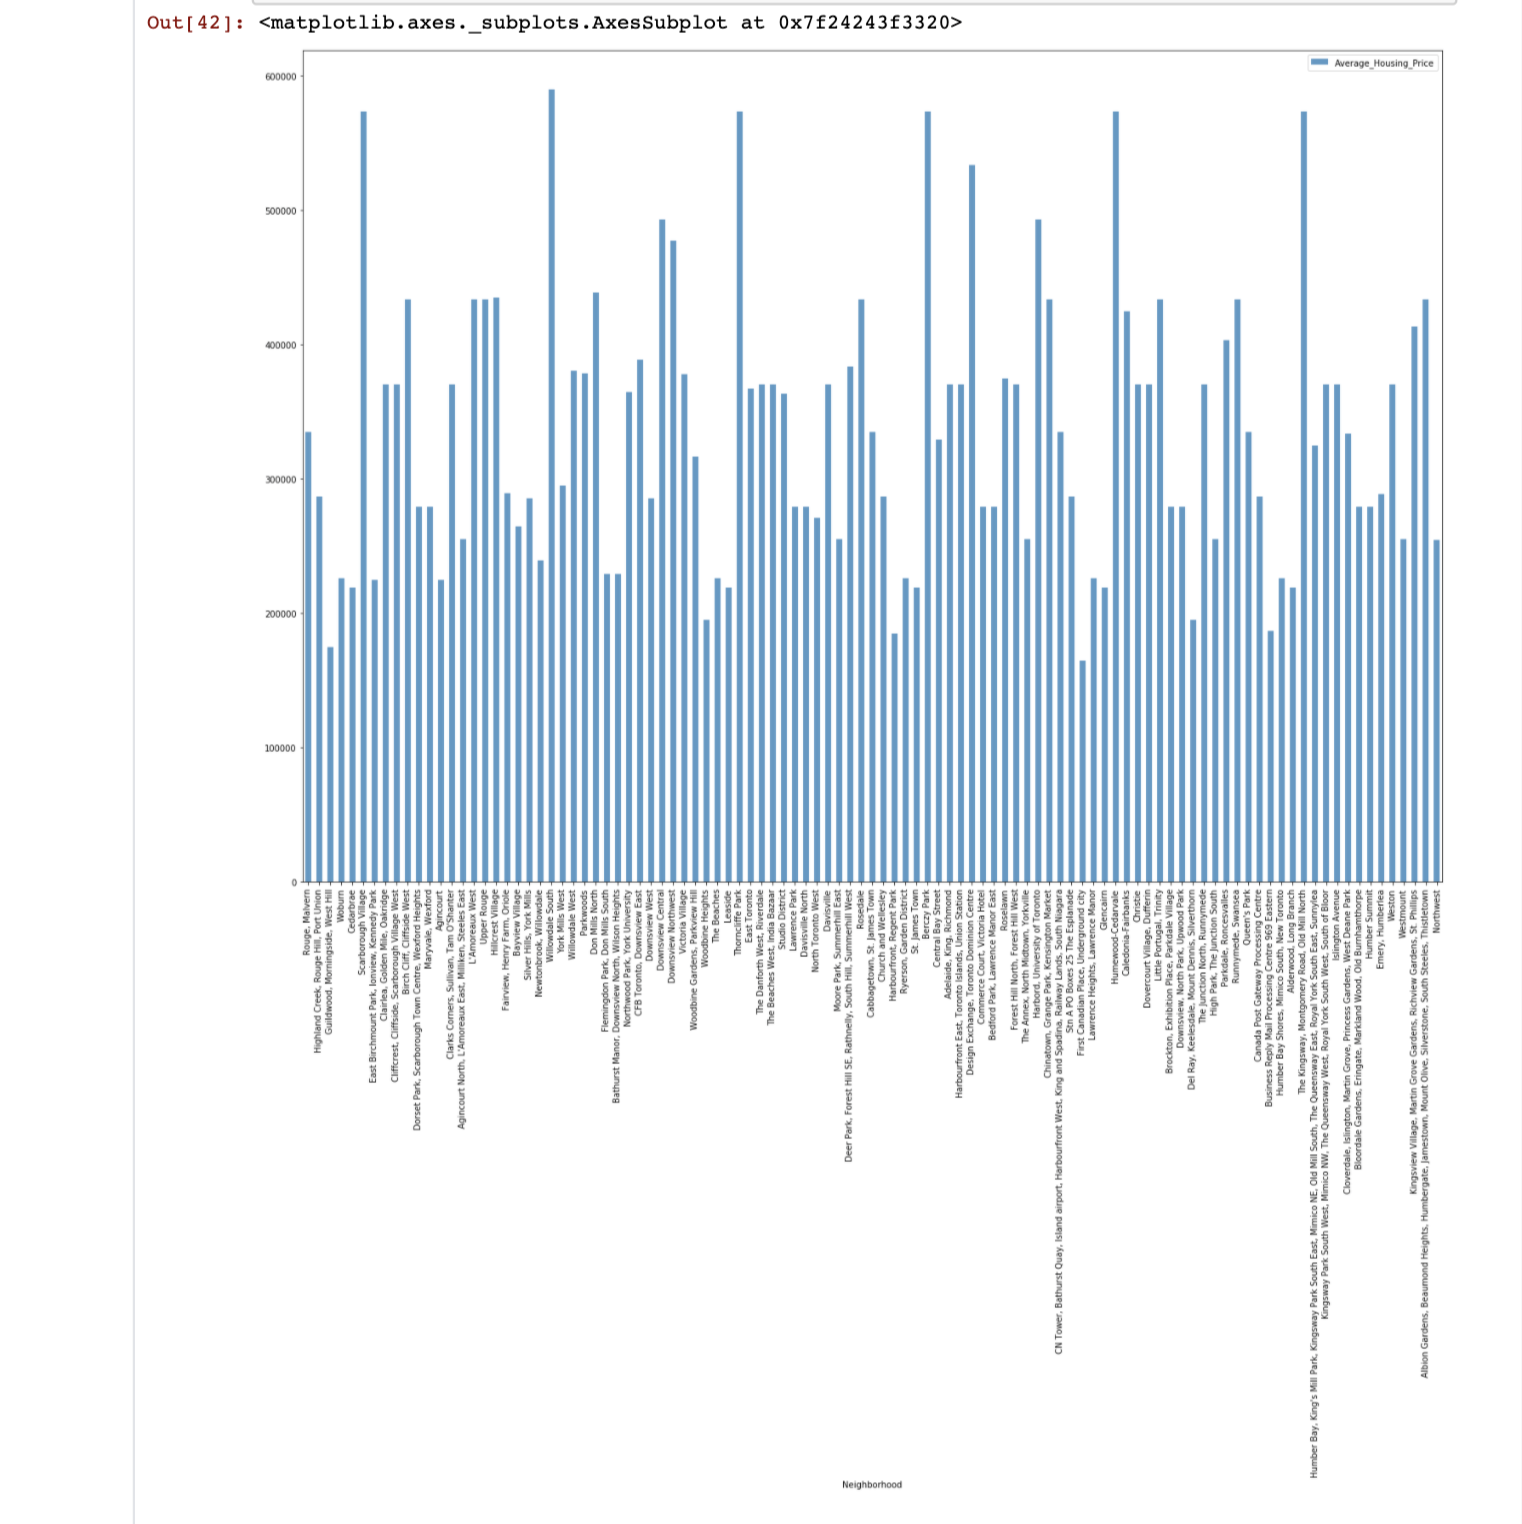 Out[42]: <matplotlib.axes._subplots.AxesSubplot at 0x7f24243f3320>
Average_Housing_Price
600000
500000
400000
300000
200000
100000
0
Rouge, Malvern
Highland Creek, Rouge Hill, Port Union
Guildwood, Morningside, West Hill
Woburn
Cedarbrae
Scarborough Village
East Birchmount Park, Ionview, Kennedy Park
Clairlea, Golden Mile, Oakridge
Cliffcrest, Cliffside, Scarborough Village West
Birch Cliff, Cliffside West
Dorset Park, Scarborough Town Centre, Wexford Heights
Maryvale, Wexford
Agincourt
Clarks Corners, Sullivan, Tam O'Shanter
Agincourt North, L'Amoreaux East, Milliken, Steeles East
L'Amoreaux West
Upper Rouge
Hillcrest Village
Fairview, Henry Farm, Oriole
Bayview Village
Silver Hills, York Mills
Newtonbrook, Willowdale
Willowdale South
York Mills West
Willowdale West
Parkwoods
Don Mills North
Flemingdon Park, Don Mills South
Bathurst Manor, Downsview North, Wilson Heights
Northwood Park, York University
CFB Toronto, Downsview East
Downsview West
Downsview Central
Downsview Northwest
Victoria Village
Woodbine Gardens, Parkview Hill
Woodbine Heights
The Beaches
Leaside
Thorncliffe Park
East Toronto
The Danforth West, Riverdale
The Beaches West, India Bazaar
Studio District
Lawrence Park
Davisville North
North Toronto West
Davisville
Moore Park, Summerhill East
Deer Park, Forest Hill SE, Rathnelly, South Hill, Summerhill West
Rosedale
Cabbagetown, St. James Town
Church and Wellesley
Harbourfront, Regent Park
Ryerson, Garden District
St. James Town
Berczy Park
Central Bay Street
Adelaide, King, Richmond
Harbourfront East, Toronto Islands, Union Station
Design Exchange, Toronto Dominion Centre
Commerce Court, Victoria Hotel
Bedford Park, Lawrence Manor East
Roselawn
Forest Hill North, Forest Hill West
The Annex, North Midtown, Yorkville
Harbord, University of Toronto
Chinatown, Grange Park, Kensington Market
CN Tower, Bathurst Quay, Island airport, Harbourfront West, King and Spadina, Railway Lands, South Niagara
Stn A PO Boxes 25 The Esplanade
First Canadian Place, Underground city
Lawrence Heights, Lawrence Manor
Glencairn
Humewood-Cedarvale
Caledonia-Fairbanks
Christie
Dovercourt Village, Dufferin
Little Portugal, Trinity
Brockton, Exhibition Place, Parkdale Village
Downsview, North Park, Upwood Park
Del Ray, Keelesdale, Mount Dennis, Silverthorn
The Junction North, Runnymede
High Park, The Junction South
Parkdale, Roncesvalles
Runnymede, Swansea
Queen's Park
Canada Post Gateway Processing Centre
Business Reply Mail Processing Centre 969 Eastern
Humber Bay Shores, Mimico South, New Toronto
Alderwood, Long Branch
The Kingsway, Montgomery Road, Old Mill North
Humber Bay, King's Mill Park, Kingsway Park South East, Mimico NE, Old Mill South, The Queensway East, Royal York South East, Sunnylea
Kingsway Park South West, Mimico NW, The Queensway West, Royal York South West, South of Bloor
Islington Avenue
Cloverdale, Islington, Martin Grove, Princess Gardens, West Deane Park
Bloordale Gardens, Eringate, Markland Wood, Old Burnhamthorpe
Humber Summit
Emery, Humberlea
Weston
Westmount
Kingsview Village, Martin Grove Gardens, Richview Gardens, St. Phillips
Albion Gardens, Beaumond Heights, Humbergate, Jamestown, Mount Olive, Silverstone, South Steeles, Thistletown
Northwest
Neighborhood